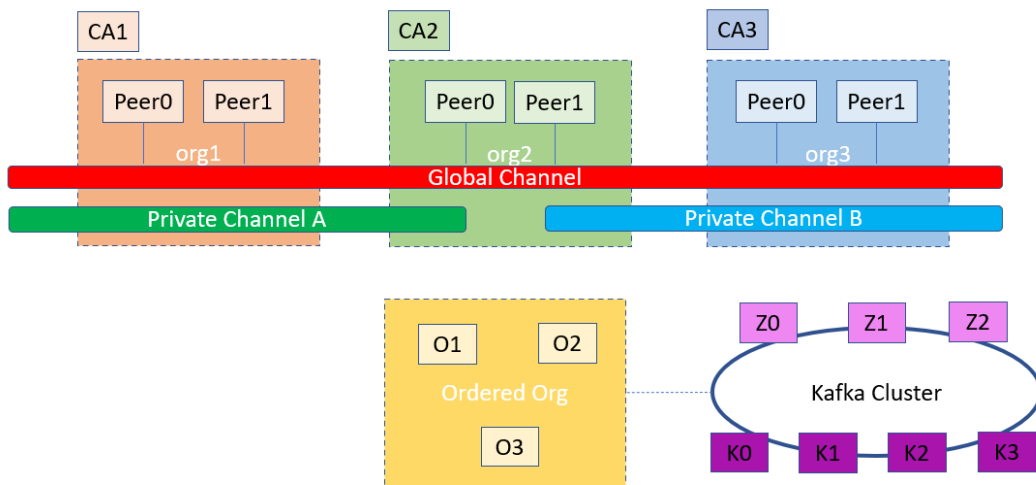 CA1
CA2
CA3
Peer0
Peer1
Peer0
Peer1
Peer0
Peer1
org1
org2
org3
Global Channel
Private Channel A
Private Channel B
O1
O2
Ordered Org
O3
Z0
Z1
Z2
Kafka Cluster
K0
K1
K2
K3